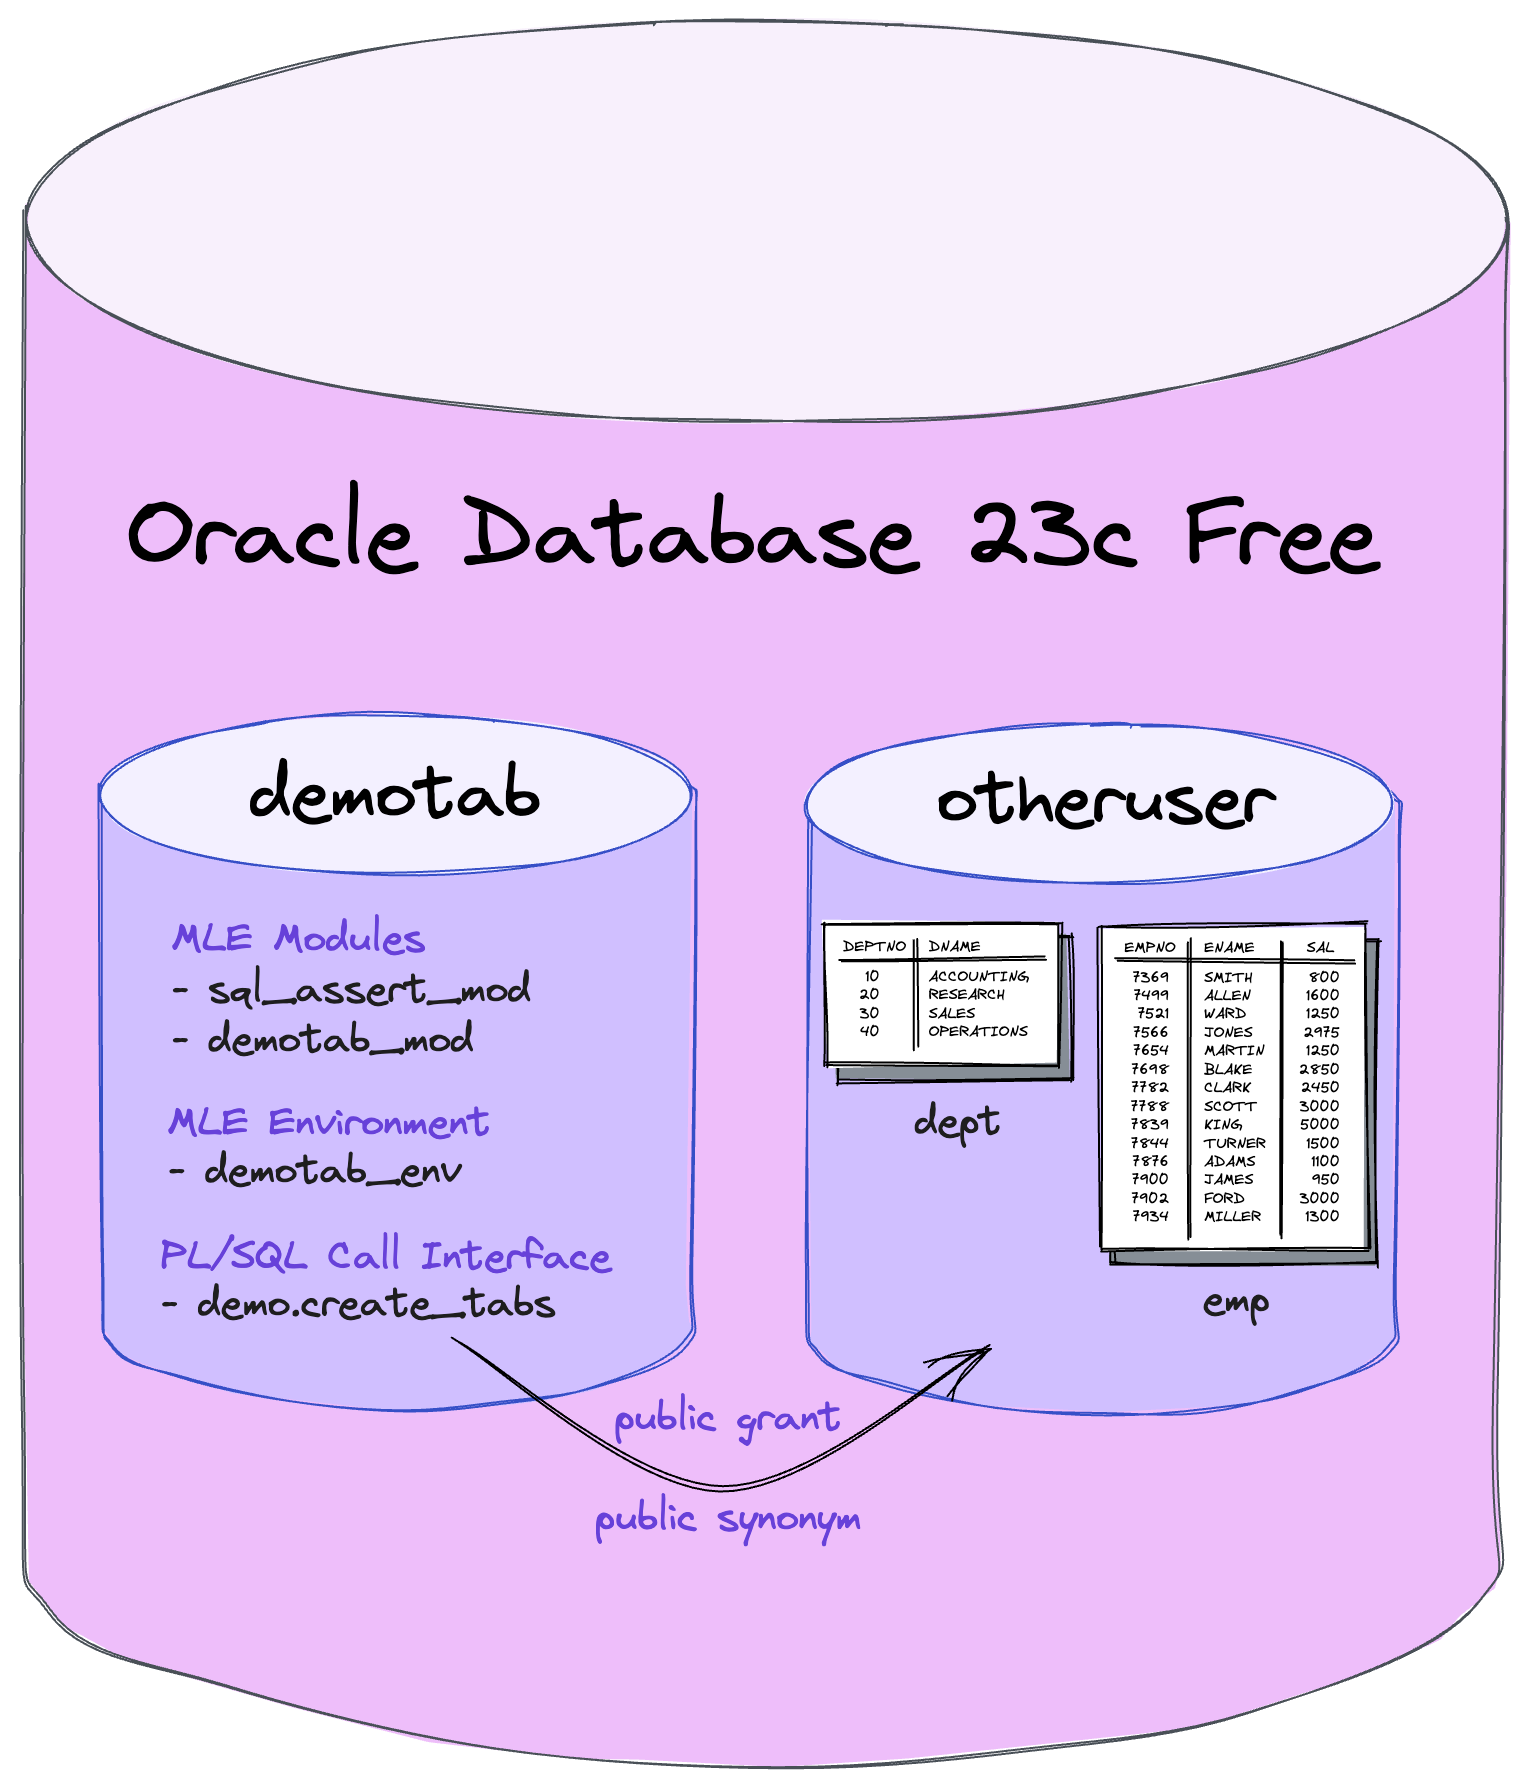 Oracle Database 23c Free
demotab
MLE Modules
- sql_assert_mod
- demotab_mod
MLE Environment
- demotab_env
PL/SQL Call Interface
- demo.create_tabs
otheruser
DEPTNO DNAME
10 ACCOUNTING
20 RESEARCH
30 SALES
40 OPERATIONS
dept
EMPNO ENAME SAL
7369 SMITH 800
7499 ALLEN 1600
7521 WARD 1250
7566 JONES 2975
7654 MARTIN 1250
7698 BLAKE 2850
7782 CLARK 2450
7788 SCOTT 3000
7839 KING 5000
7844 TURNER 1500
7876 ADAMS 1100
7900 JAMES 950
7902 FORD 3000
7934 MILLER 1300
emp
public grant
public synonym